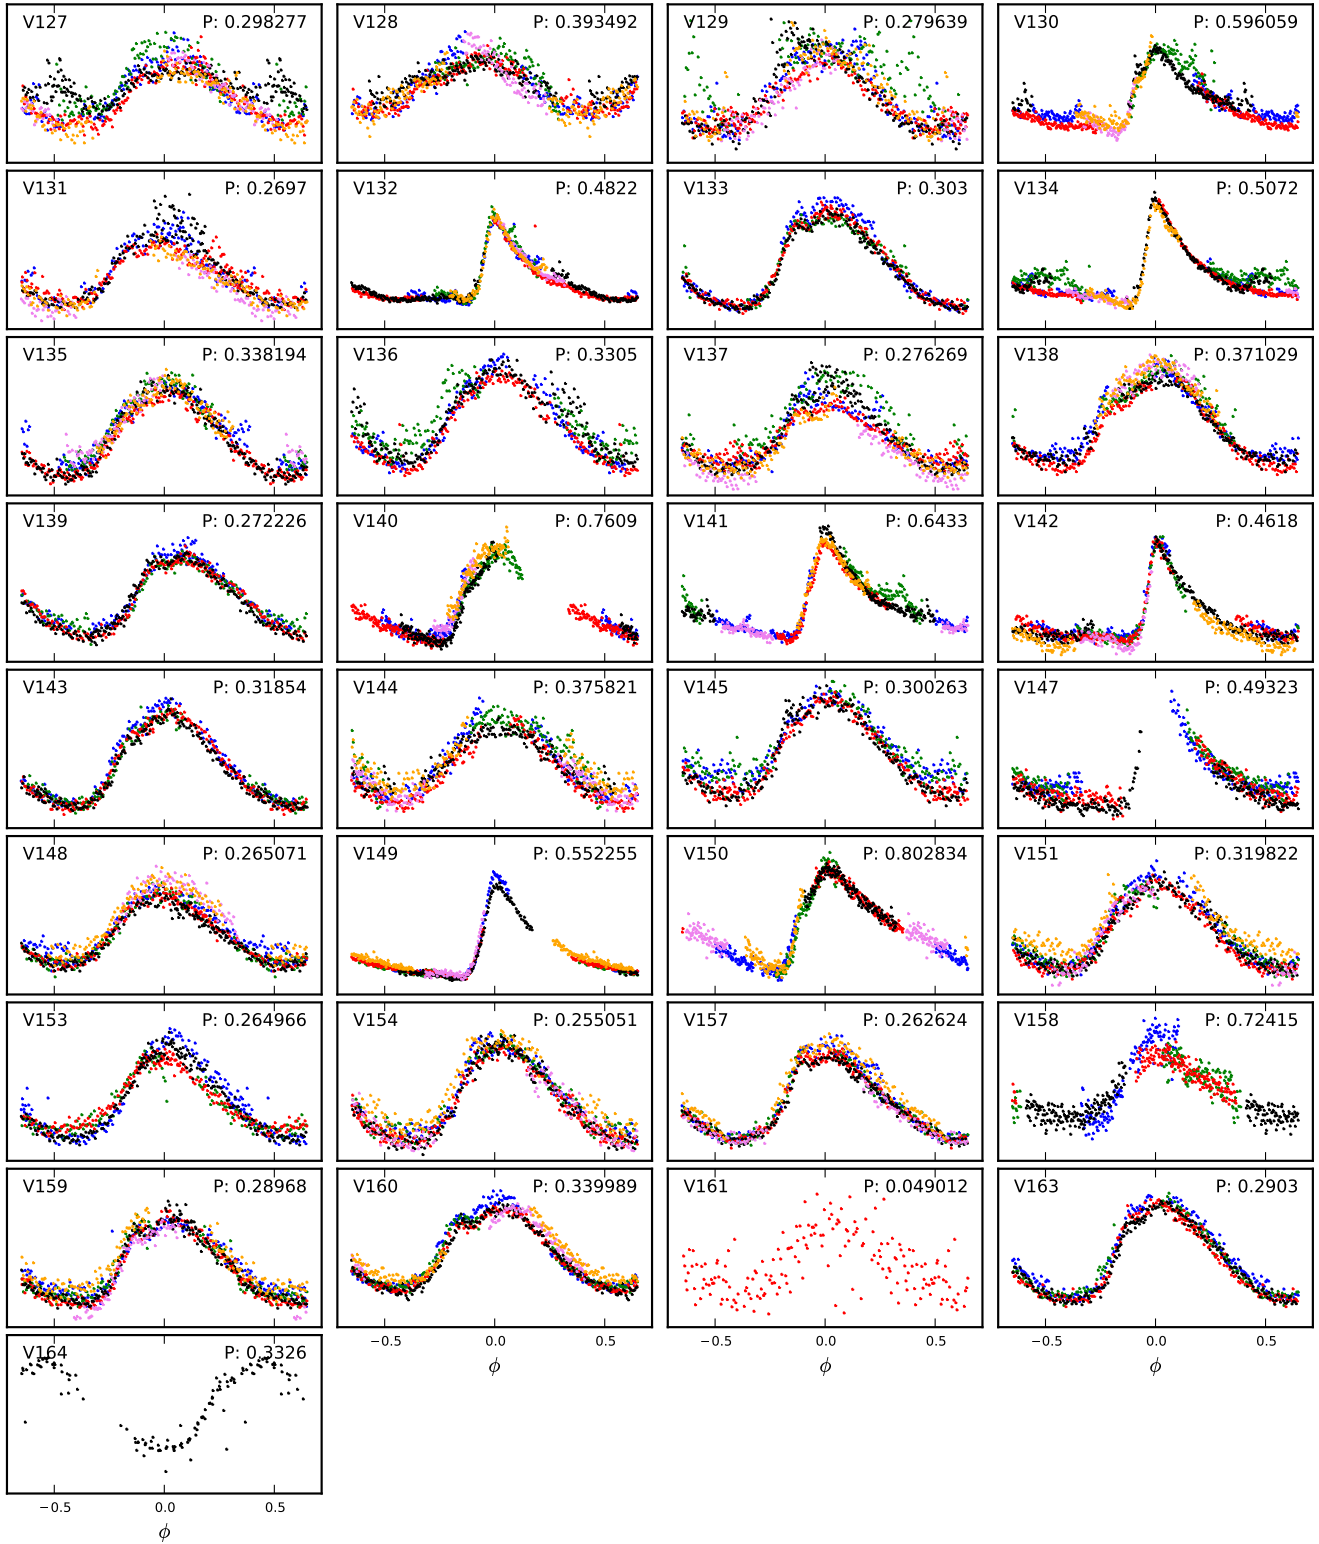 V127 P: 0.298277
V128 P: 0.393492
V129 P: 0.279639
V130 P: 0.596059
V131 P: 0.2697
V132 P: 0.4822
V133 P: 0.303
V134 P: 0.5072
V135 P: 0.338194
V136 P: 0.3305
V137 P: 0.276269
V138 P: 0.371029
V139 P: 0.272226
V140 P: 0.7609
V141 P: 0.6433
V142 P: 0.4618
V143 P: 0.31854
V144 P: 0.375821
V145 P: 0.300263
V147 P: 0.49323
V148 P: 0.265071
V149 P: 0.552255
V150 P: 0.802834
V151 P: 0.319822
V153 P: 0.264966
V154 P: 0.255051
V157 P: 0.262624
V158 P: 0.72415
V159 P: 0.28968
V160 P: 0.339989
V161 P: 0.049012
V163 P: 0.2903
−0.5 0.0 0.5
ϕ
−0.5 0.0 0.5
ϕ
−0.5 0.0 0.5
ϕ
V164 P: 0.3326
−0.5 0.0 0.5
ϕ